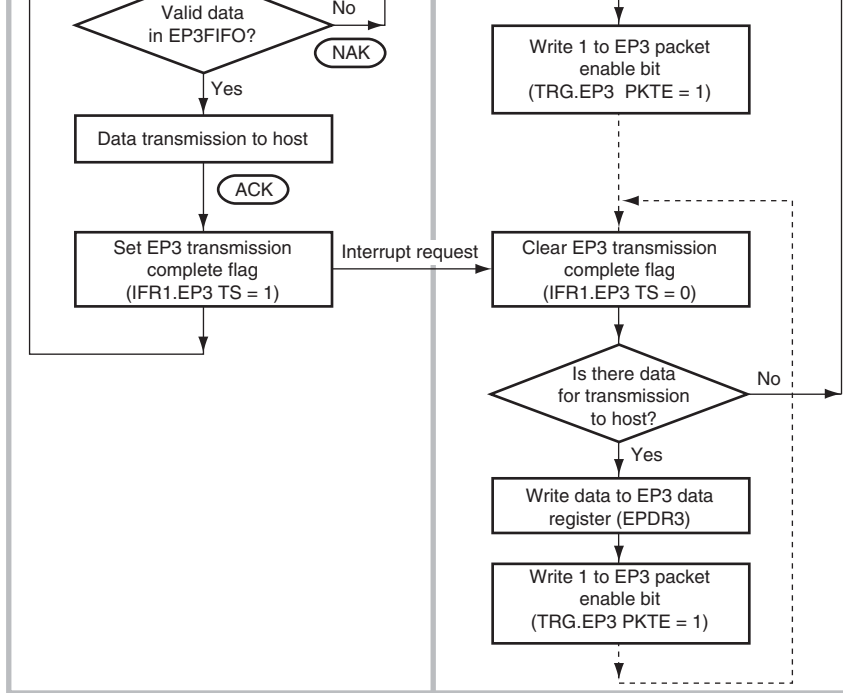 Valid data
in EP3FIFO?
No
NAK
Yes
Data transmission to host
ACK
Set EP3 transmission
complete flag
(IFR1.EP3 TS = 1)
Interrupt request
Write 1 to EP3 packet
enable bit
(TRG.EP3 PKTE = 1)
Clear EP3 transmission
complete flag
(IFR1.EP3 TS = 0)
Is there data
for transmission
to host?
No
Yes
Write data to EP3 data
register (EPDR3)
Write 1 to EP3 packet
enable bit
(TRG.EP3 PKTE = 1)